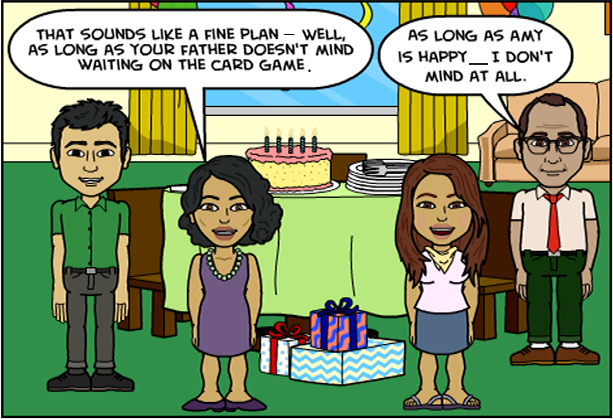 THAT SOUNDS LIKE A FINE PLAN – WELL,
AS LONG AS YOUR FATHER DOESN'T MIND
WAITING ON THE CARD GAME.
AS LONG AS AMY
IS HAPPY__ I DON'T
MIND AT ALL.